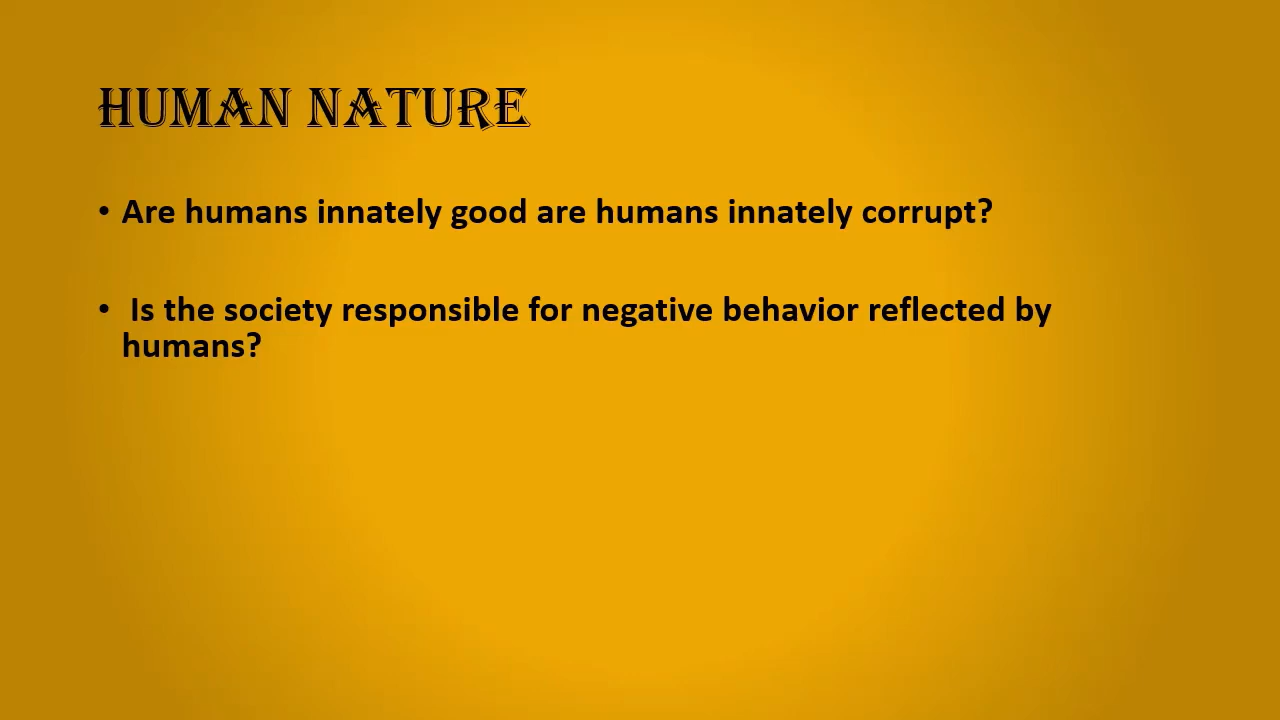 HUMAN NATURE
• Are humans innately good are humans innately corrupt?
• Is the society responsible for negative behavior reflected by
humans?